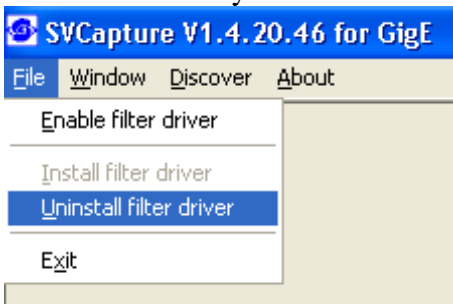 SVCapture V1.4.20.46 for GigE
File Window Discover About
Enable filter driver
Install filter driver
Uninstall filter driver
Exit